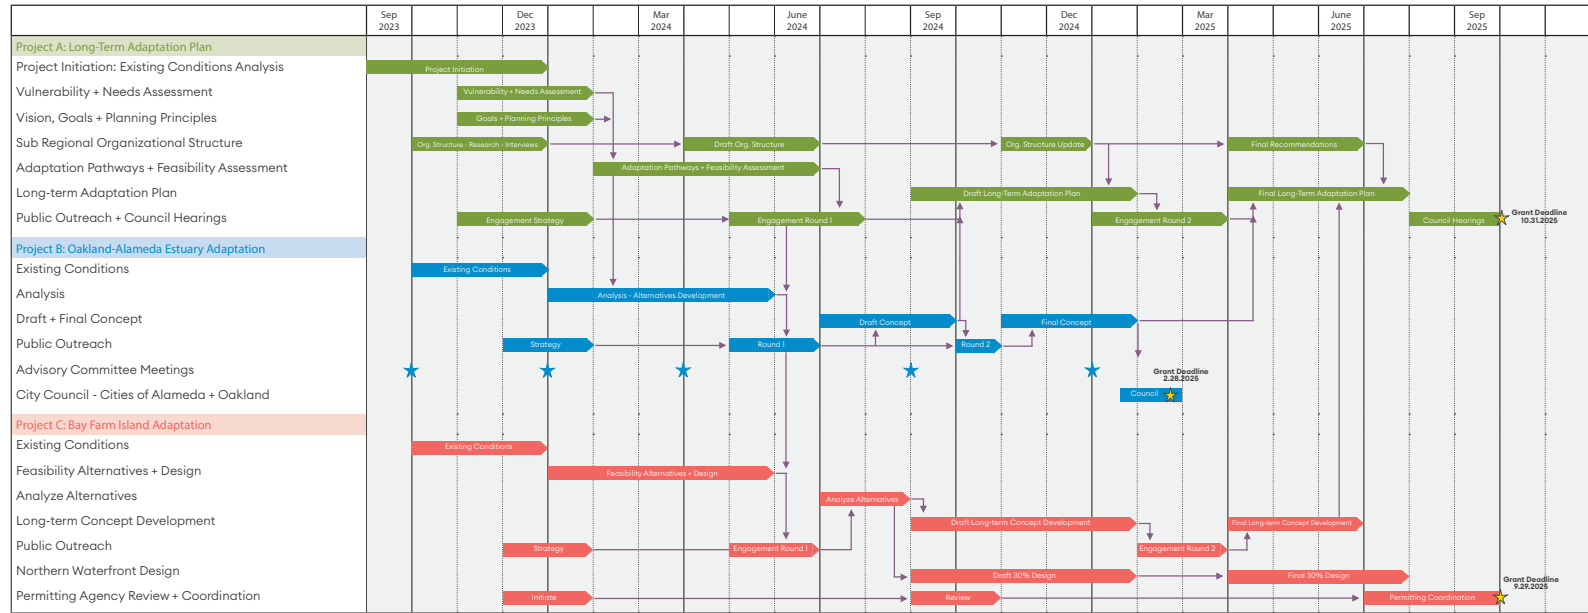 Sep
2023
Dec
2023
Mar
2024
June
2024
Sep
2024
Dec
2024
Mar
2025
June
2025
Sep
2025
Project A: Long-Term Adaptation Plan
Project Initiation: Existing Conditions Analysis
Project Initiation
Vulnerability + Needs Assessment
Vulnerability + Needs Assessment
Vision, Goals + Planning Principles
Goals + Planning Principles
Sub Regional Organizational Structure
Org. Structure - Research - Interviews
Draft Org. Structure
Org. Structure Update
Final Recommendations
Adaptation Pathways + Feasibility Assessment
Adaptation Pathways + Feasibility Assessment
Long-term Adaptation Plan
Draft Long-Term Adaptation Plan
Final Long-Term Adaptation Plan
Public Outreach + Council Hearings
Engagement Strategy
Engagement Round 1
Engagement Round 2
Council Hearings
Grant Deadline
10.31.2025
Project B: Oakland-Alameda Estuary Adaptation
Existing Conditions
Existing Conditions
Analysis
Analysis - Alternatives Development
Draft + Final Concept
Draft Concept
Final Concept
Public Outreach
Strategy
Round 1
Round 2
Advisory Committee Meetings
Grant Deadline
2.28.2025
City Council - Cities of Alameda + Oakland
Council
Project C: Bay Farm Island Adaptation
Existing Conditions
Existing Conditions
Feasibility Alternatives + Design
Feasibility Alternatives + Design
Analyze Alternatives
Analyze Alternatives
Long-term Concept Development
Draft Long-term Concept Development
Final Long-term Concept Development
Public Outreach
Strategy
Engagement Round 1
Engagement Round 2
Northern Waterfront Design
Draft 30% Design
Final 30% Design
Permitting Agency Review + Coordination
Initiate
Review
Permitting Coordination
Grant Deadline
9.29.2025